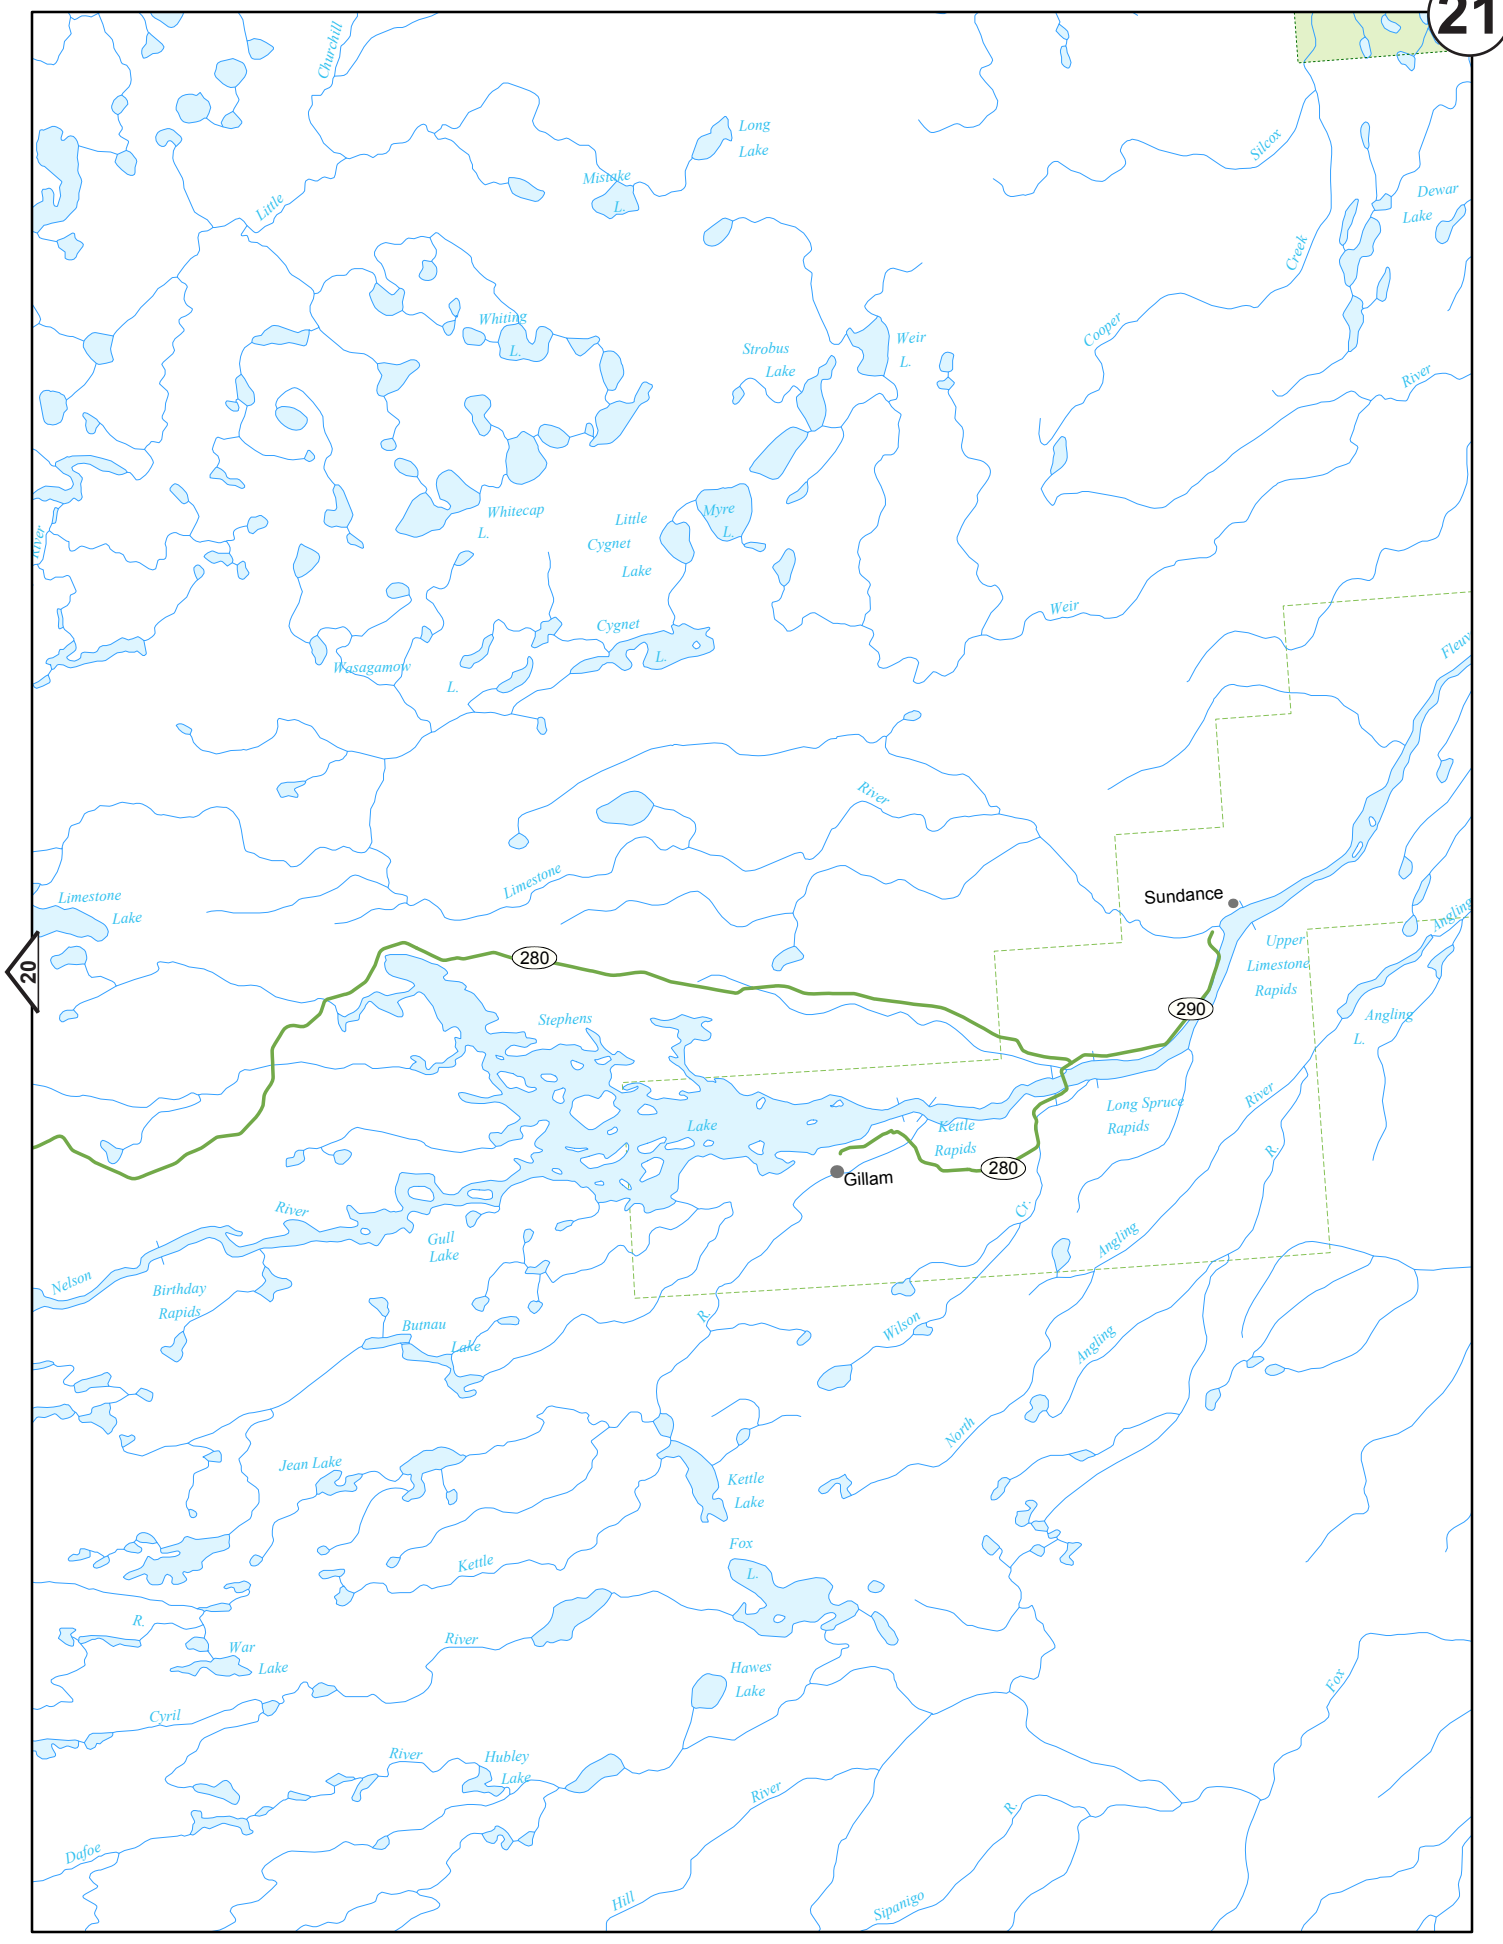 21
Churchill
Long
Lake
Silcox
Mistake
L.
Little
Dewar
Lake
Creek
Whiting
L.
Cooper
Weir
L.
Strobus
Lake
River
Whitecap
L.
Little
Cygnet
Lake
Myre
L.
River
Weir
Cygnet
L.
Fleuv
Wasagamow
L.
River
Limestone
Limestone
Lake
Sundance
Angling
Upper
Limestone
Rapids
280
20
290
Angling
L.
Stephens
Lake
River
Long Spruce
Rapids
Kettle
Rapids
R.
280
Gillam
River
Cr.
Gull
Lake
Angling
Nelson
Birthday
Rapids
R.
Butnau
Lake
Wilson
Angling
North
Jean Lake
Kettle
Lake
Fox
L.
Kettle
R.
War
Lake
River
Hawes
Lake
Fox
Cyril
River
Hubley
Lake
River
R.
Dafoe
Hill
Sipanigo